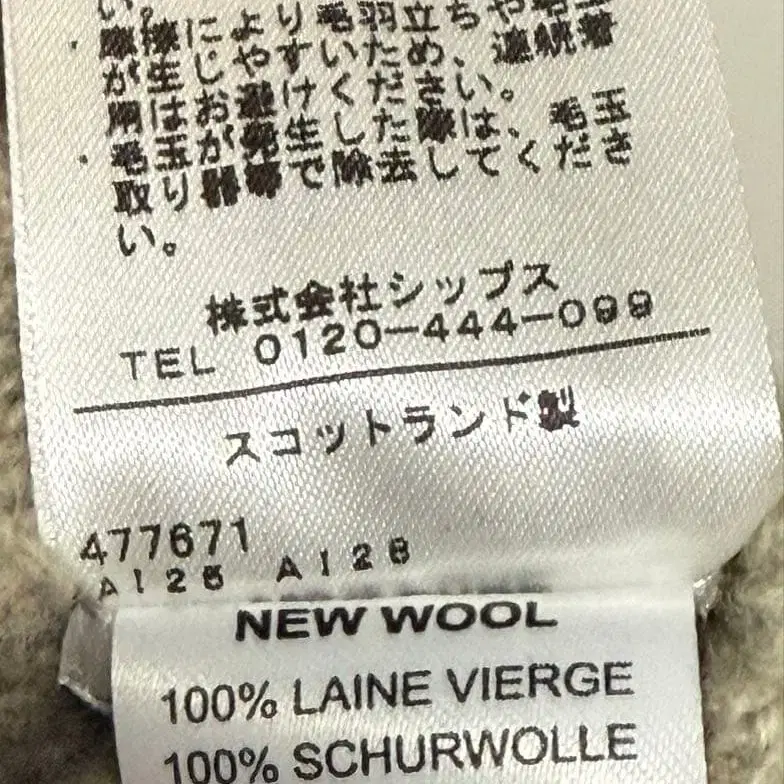 い。
・摩擦により毛羽立ちや毛玉
が生じやすいため、連続着
用はお避けください。
・毛玉が発生した際は、毛玉
取り器等で除去してくださ
い。
株式会社シップス
TEL 0120-444-099
スコットランド製
477671
A126 A126
NEW WOOL
100% LAINE VIERGE
100% SCHURWOLLE